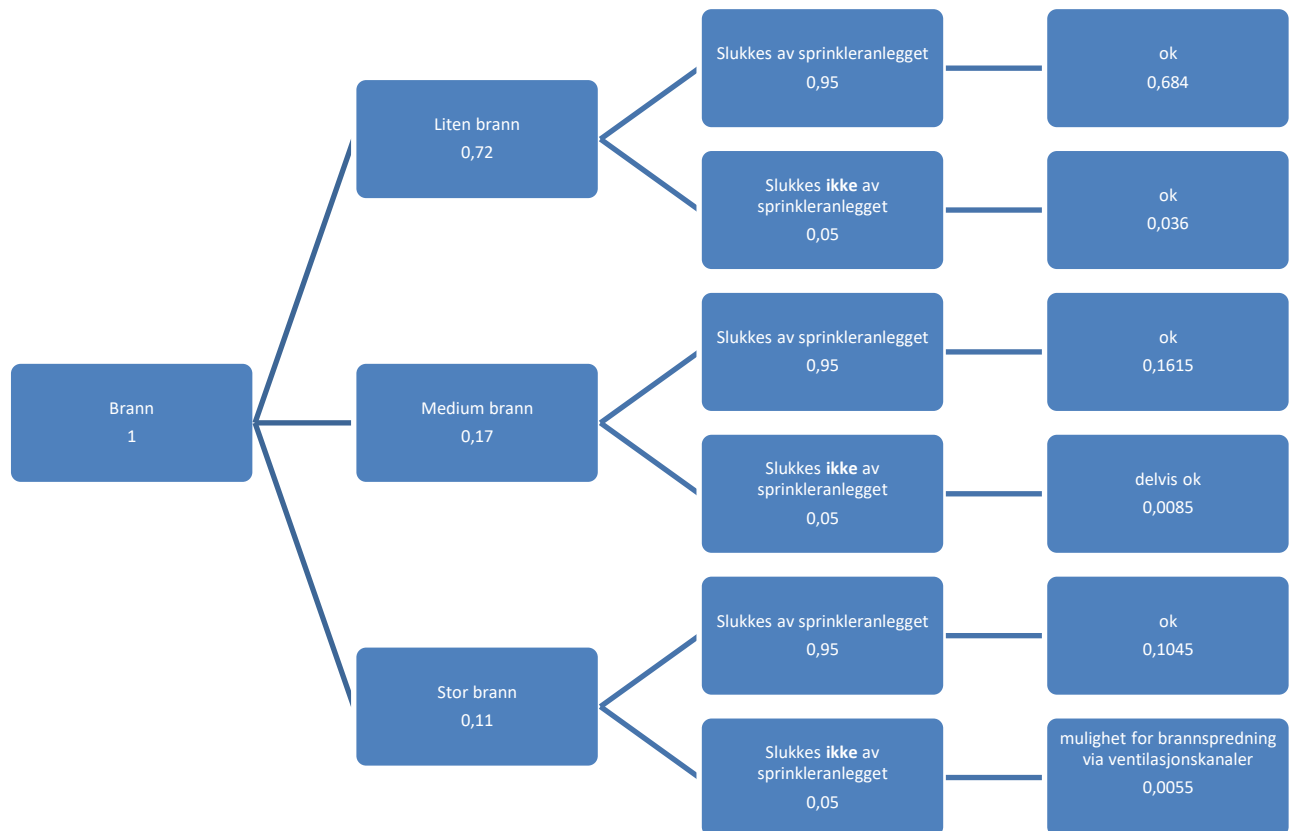 Brann
1
Liten brann
0,72
Slukkes av sprinkleranlegget
0,95
ok
0,684
Slukkes ikke av
sprinkleranlegget
0,05
ok
0,036
Medium brann
0,17
Slukkes av sprinkleranlegget
0,95
ok
0,1615
Slukkes ikke av
sprinkleranlegget
0,05
delvis ok
0,0085
Stor brann
0,11
Slukkes av sprinkleranlegget
0,95
ok
0,1045
Slukkes ikke av
sprinkleranlegget
0,05
mulighet for brannspredning
via ventilasjonskanaler
0,0055